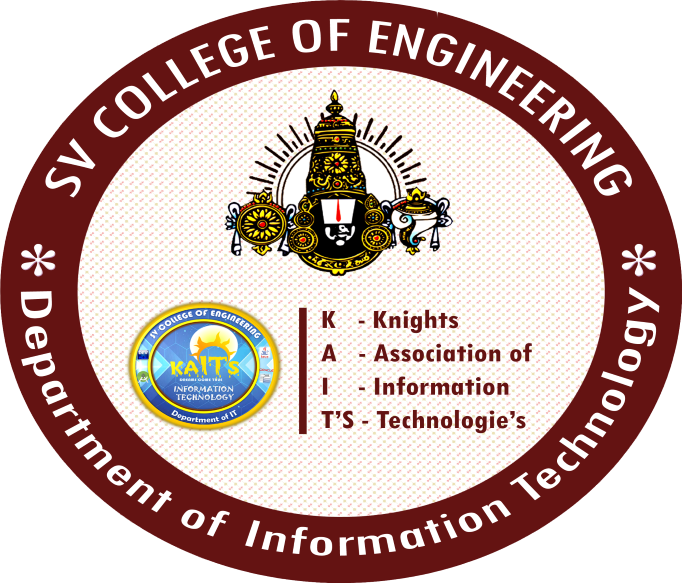 SV COLLEGE OF ENGINEERING
K - Knights
A - Association of
I - Information
T'S - Technologie's
SV COLLEGE OF ENGINEERING
KAITS
INFORMATION
TECHNOLOGY
Department of IT
* Department of Information Technology *